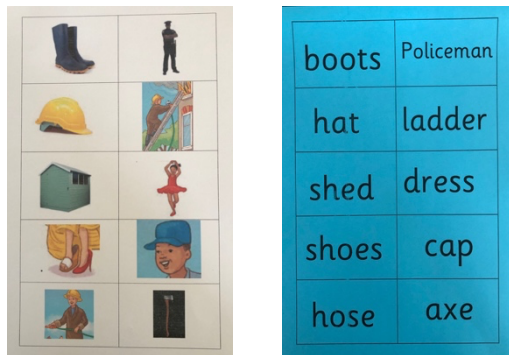 boots Policeman
hat ladder
shed dress
shoes cap
hose axe